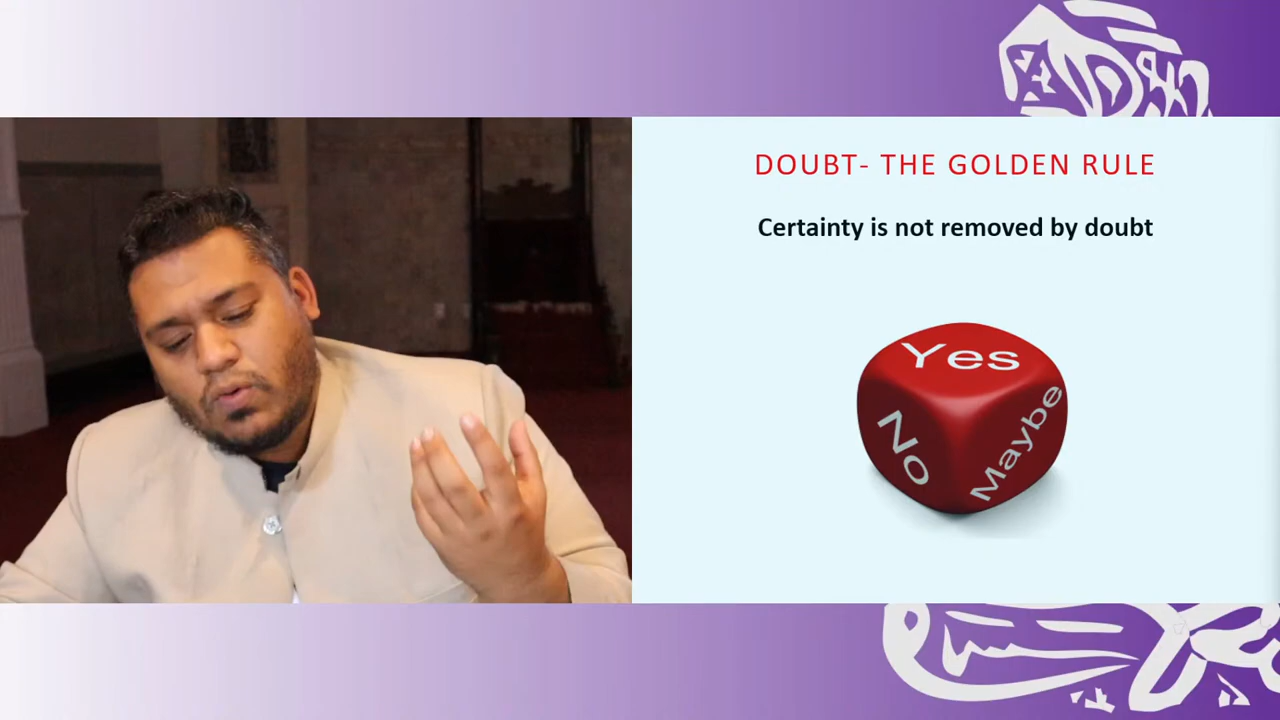 DOUBT- THE GOLDEN RULE
Certainty is not removed by doubt
Yes
No
Maybe